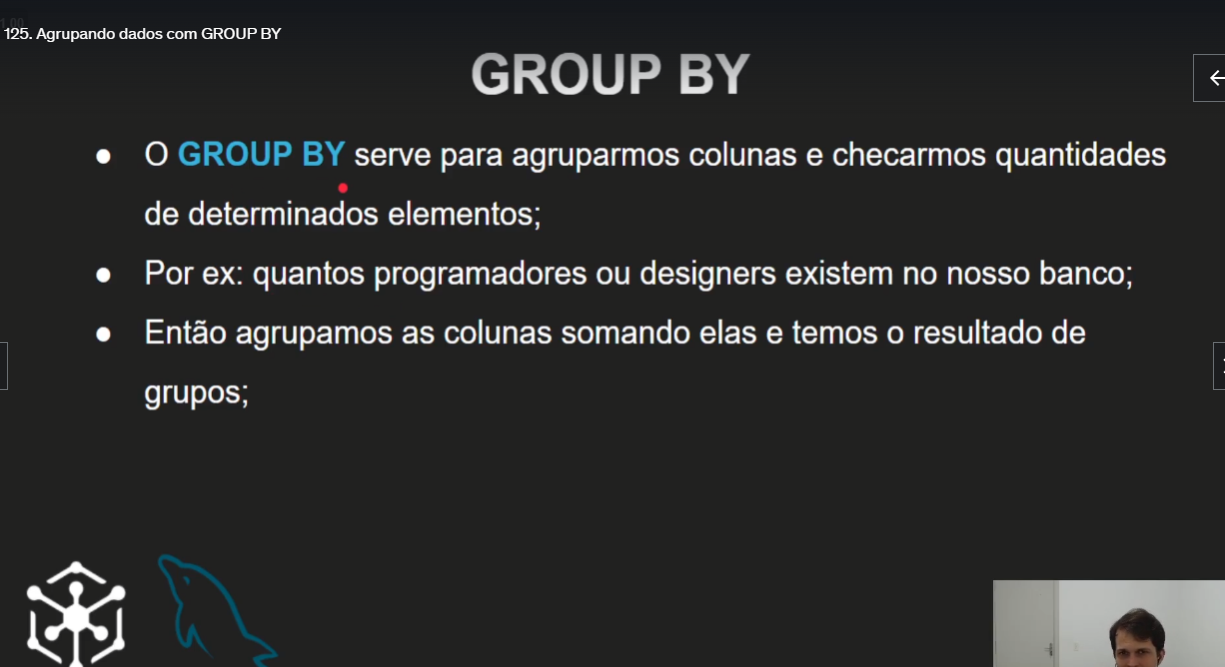 125. Agrupando dados com GROUP BY
GROUP BY
● O GROUP BY serve para agruparmos colunas e checarmos quantidades
de determinados elementos;
● Por ex: quantos programadores ou designers existem no nosso banco;
● Então agrupamos as colunas somando elas e temos o resultado de
grupos;